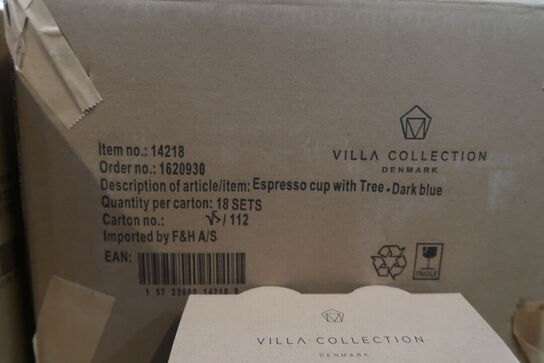 Item no.: 14218
Order no.: 1620930
VILLA COLLECTION
DENMARK
Description of article/item: Espresso cup with Tree - Dark blue
Quantity per carton: 18 SETS
Carton no.: / 112
Imported by F&H A/S
EAN:
FRAGILE
VILLA COLLECTION
DENMARK